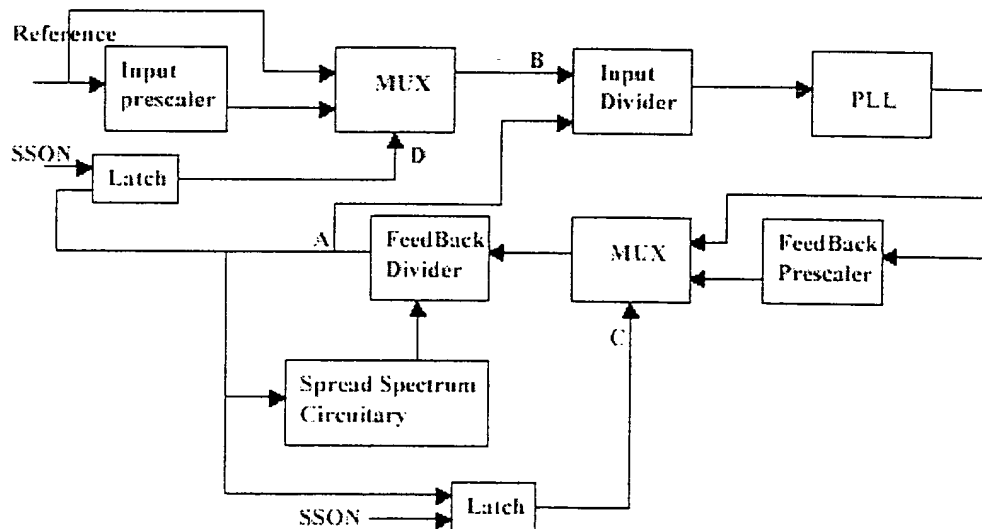 Reference
Input
prescaler
MUX
B
Input
Divider
PLL
SSON
Latch
D
A
FeedBack
Divider
MUX
FeedBack
Prescaler
C
Spread Spectrum
Circuitary
SSON
Latch